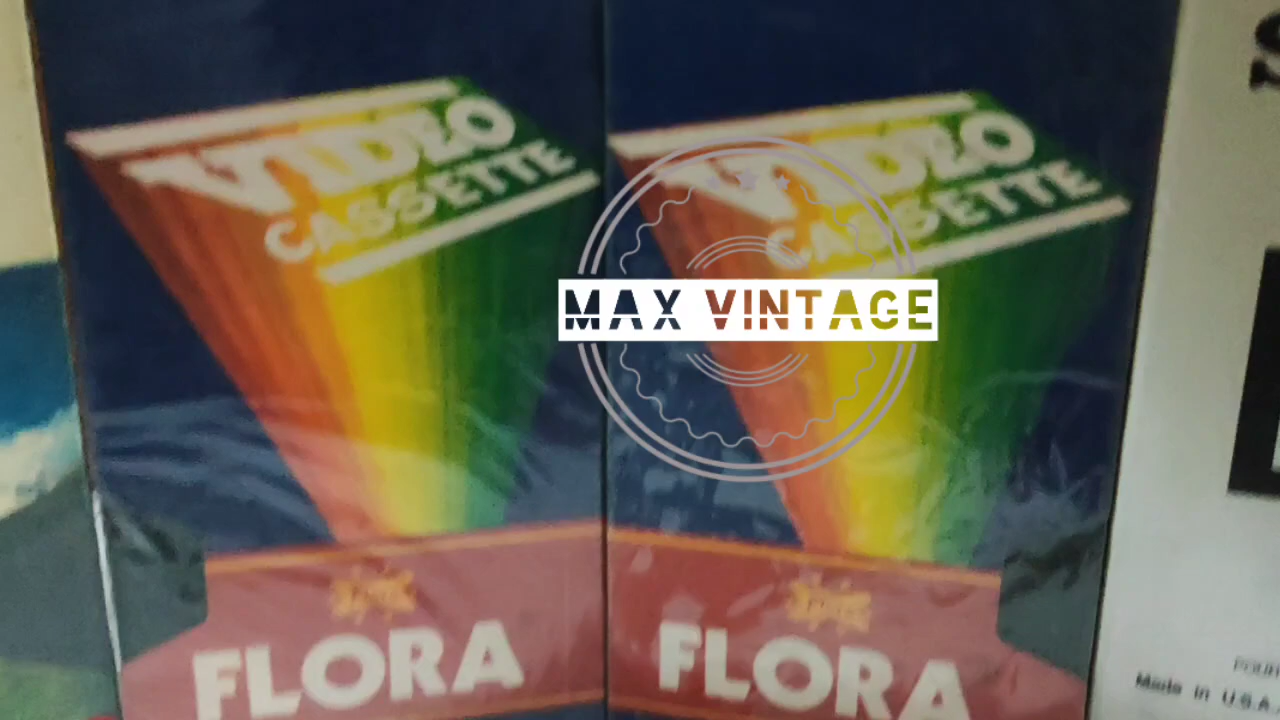 VIDEO
CASSETTE
FLORA
VIDEO
CASSETTE
FLORA
MAX VINTAGE
Made in U.S.A.